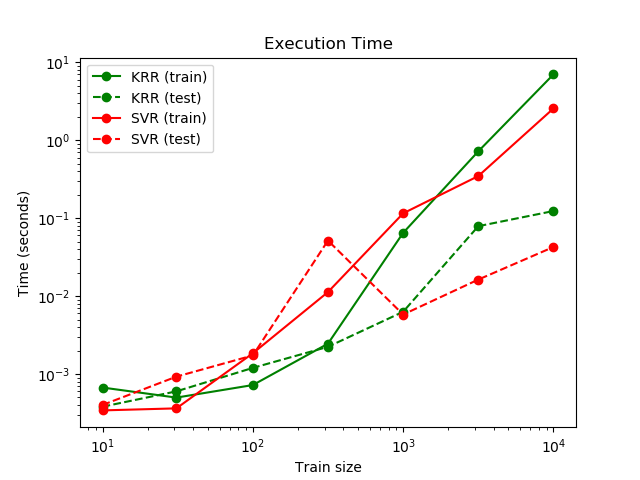 Execution Time
KRR (train)
KRR (test)
SVR (train)
SVR (test)
Time (seconds)
10¹
10⁰
10⁻¹
10⁻²
10⁻³
10¹ 10² 10³ 10⁴
Train size